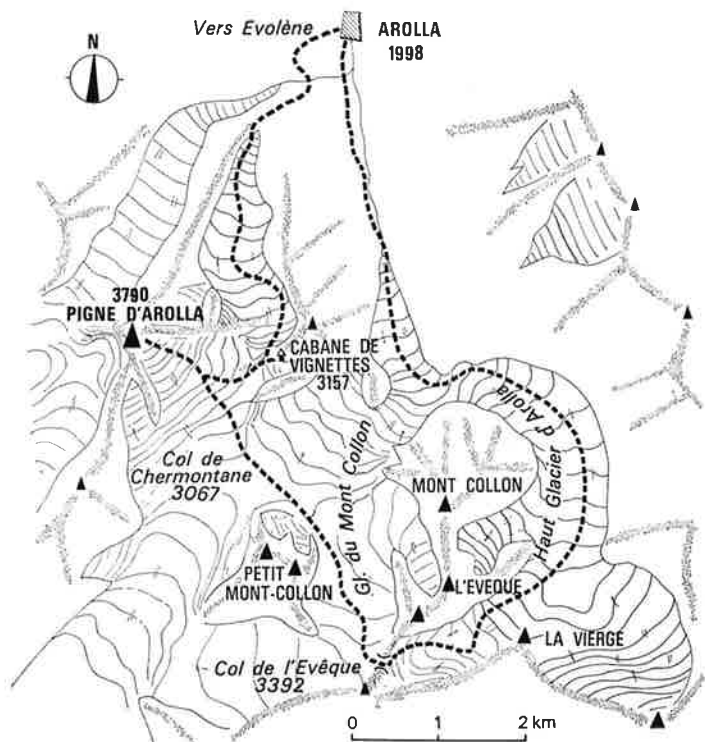 Vers Evolène
AROLLA
1998
N
3790
PIGNE D'AROLLA
CABANE DE
VIGNETTES
3157
Col de
Chermontane
3067
Gl. du Mont Collon
MONT COLLON
Haut Glacier d'Arolla
PETIT
MONT-COLLON
L'EVEQUE
LA VIERGE
Col de l'Evêque
3392
0 1 2 km